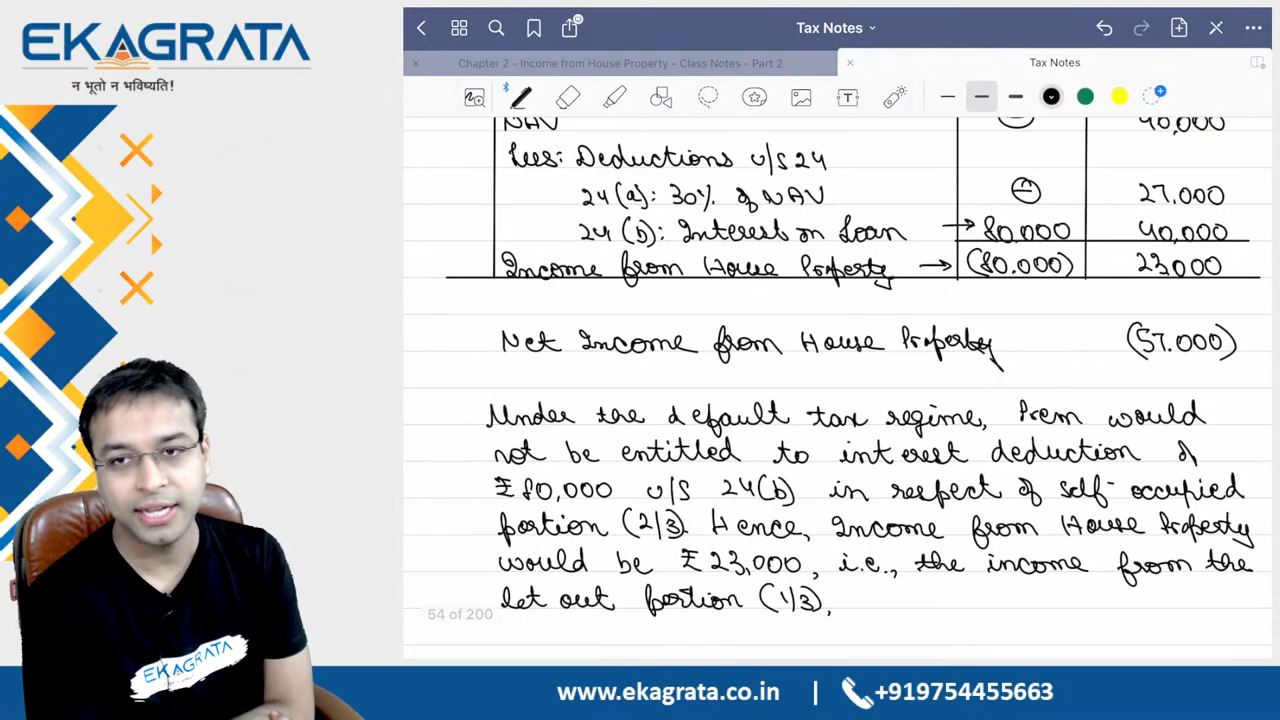 EKAGRATA
न भूतो न भविष्यति!
Tax Notes
Chapter 2 - Income from House Property - Class Notes - Part 2
Tax Notes
NAV
Less: Deductions u/s 24
24(a): 30% of NAV 27,000
24(b): Interest on Loan → 80,000 40,000
Income from House Property → (80,000) 23,000
Net Income from House Property (57,000)
Under the default tax regime, Prem would
not be entitled to interest deduction of
₹80,000 u/s 24(b) in respect of self-occupied
portion (2/3). Hence, Income from House Property
would be ₹23,000, i.e., the income from the
let out portion (1/3),
54 of 200
EKAGRATA
www.ekagrata.co.in | +919754455663